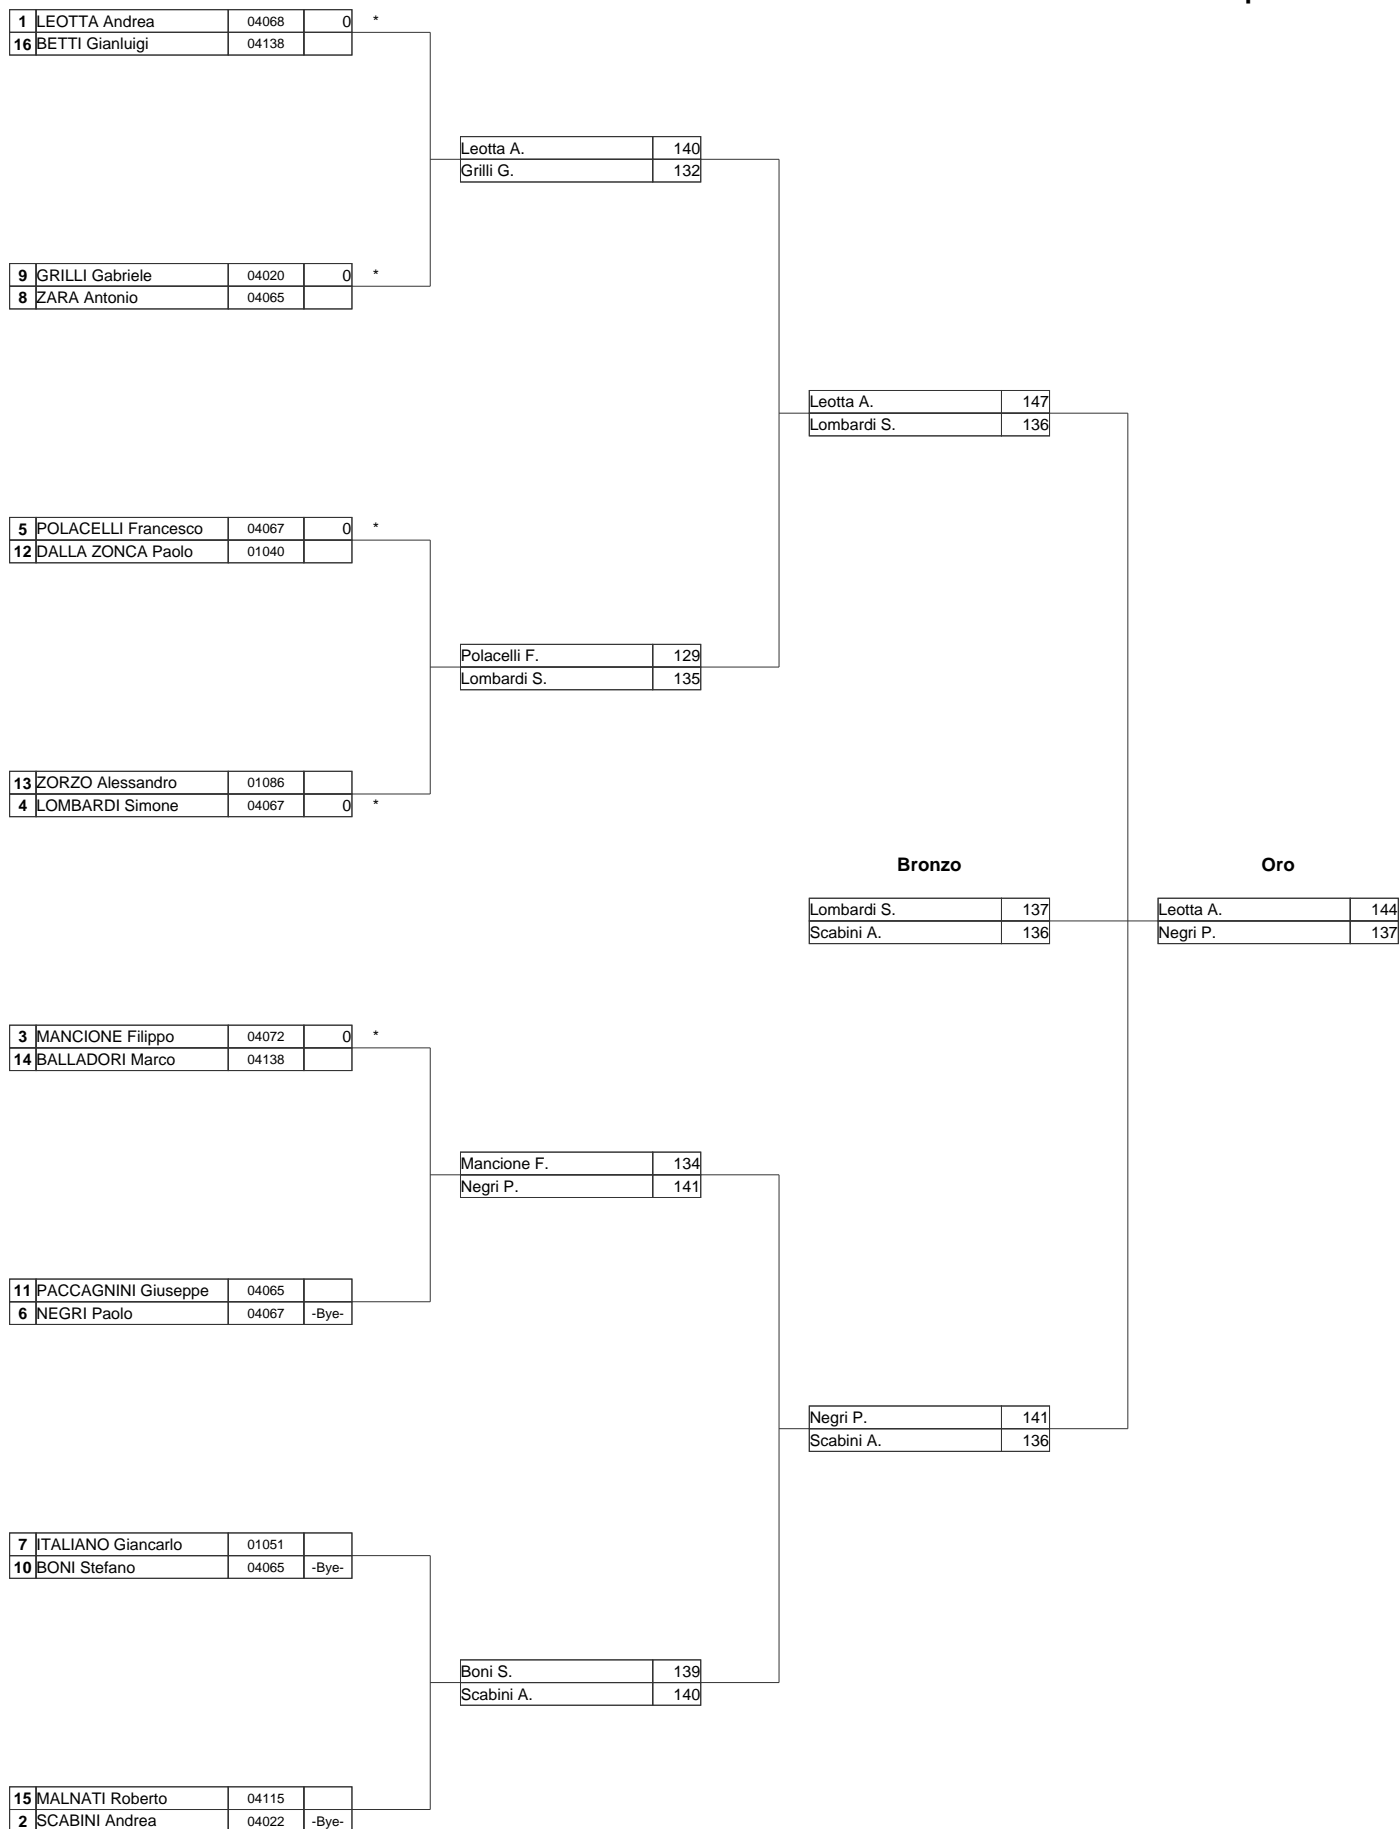 1 LEOTTA Andrea 04068 0 *
16 BETTI Gianluigi 04138
Leotta A. 140
Grilli G. 132
9 GRILLI Gabriele 04020 0 *
8 ZARA Antonio 04065
Leotta A. 147
Lombardi S. 136
5 POLACELLI Francesco 04067 0 *
12 DALLA ZONCA Paolo 01040
Polacelli F. 129
Lombardi S. 135
13 ZORZO Alessandro 01086
4 LOMBARDI Simone 04067 0 *
Bronzo Oro
Lombardi S. 137 Leotta A. 144
Scabini A. 136 Negri P. 137
3 MANCIONE Filippo 04072 0 *
14 BALLADORI Marco 04138
Mancione F. 134
Negri P. 141
11 PACCAGNINI Giuseppe 04065
6 NEGRI Paolo 04067 -Bye-
Negri P. 141
Scabini A. 136
7 ITALIANO Giancarlo 01051
10 BONI Stefano 04065 -Bye-
Boni S. 139
Scabini A. 140
15 MALNATI Roberto 04115
2 SCABINI Andrea 04022 -Bye-